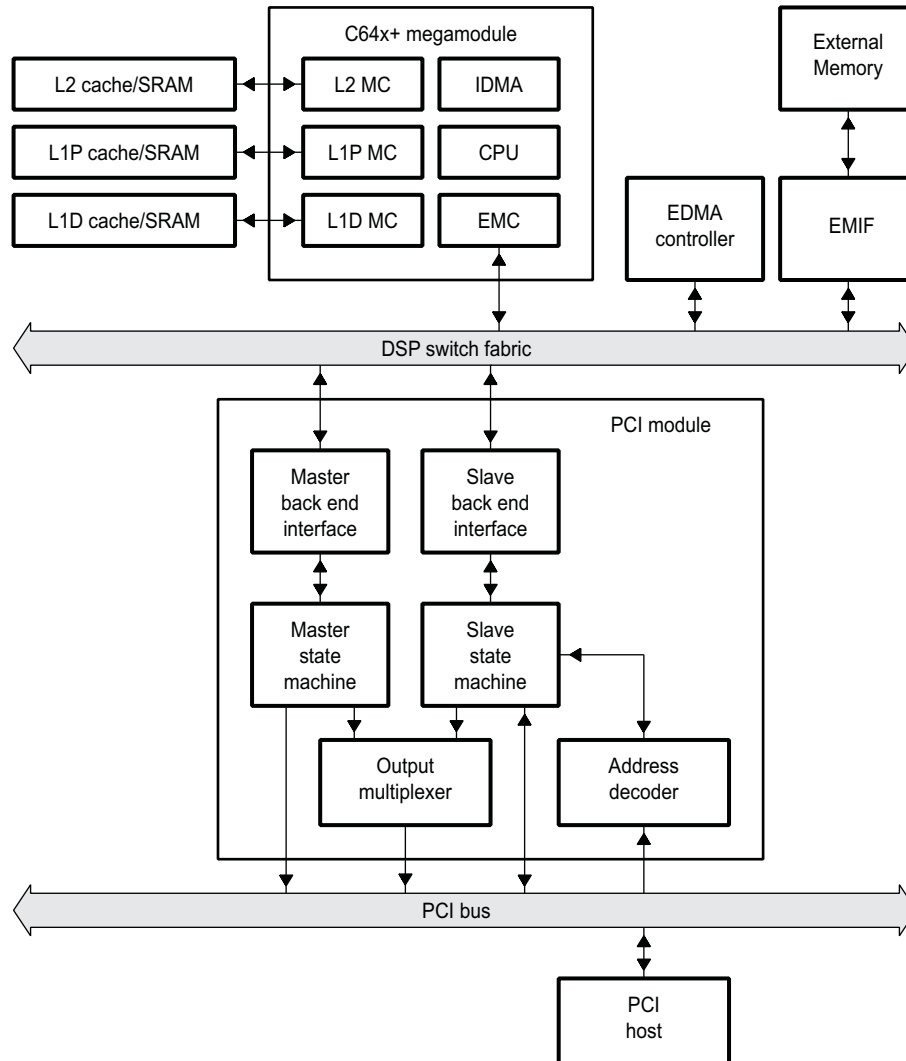 C64x+ megamodule
External
Memory
L2 cache/SRAM
L2 MC
IDMA
L1P cache/SRAM
L1P MC
CPU
L1D cache/SRAM
L1D MC
EMC
EDMA
controller
EMIF
DSP switch fabric
PCI module
Master
back end
interface
Slave
back end
interface
Master
state
machine
Slave
state
machine
Output
multiplexer
Address
decoder
PCI bus
PCI
host